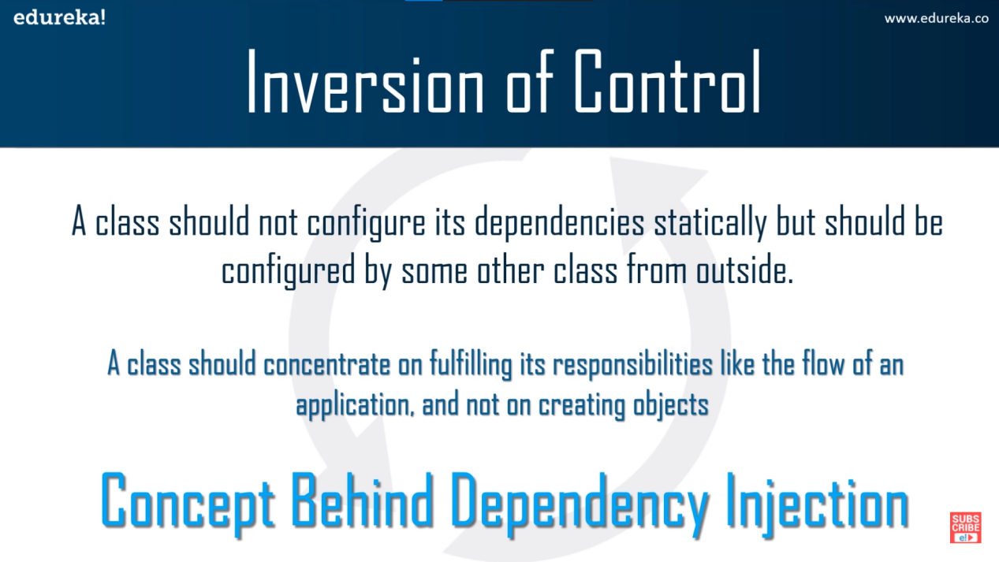 edureka!
www.edureka.co
Inversion of Control
A class should not configure its dependencies statically but should be
configured by some other class from outside.
A class should concentrate on fulfilling its responsibilities like the flow of an
application, and not on creating objects
Concept Behind Dependency Injection
SUBS
CRIBE
e!